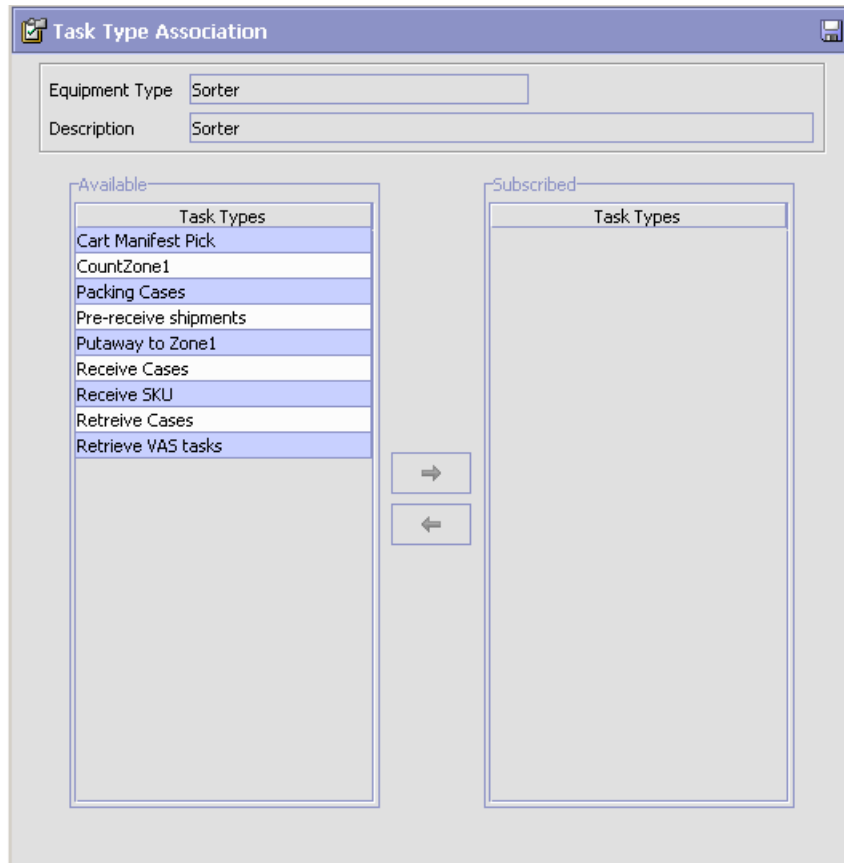 Task Type Association
Equipment Type Sorter
Description Sorter
Available
Task Types
Cart Manifest Pick
CountZone1
Packing Cases
Pre-receive shipments
Putaway to Zone1
Receive Cases
Receive SKU
Retreive Cases
Retrieve VAS tasks
Subscribed
Task Types